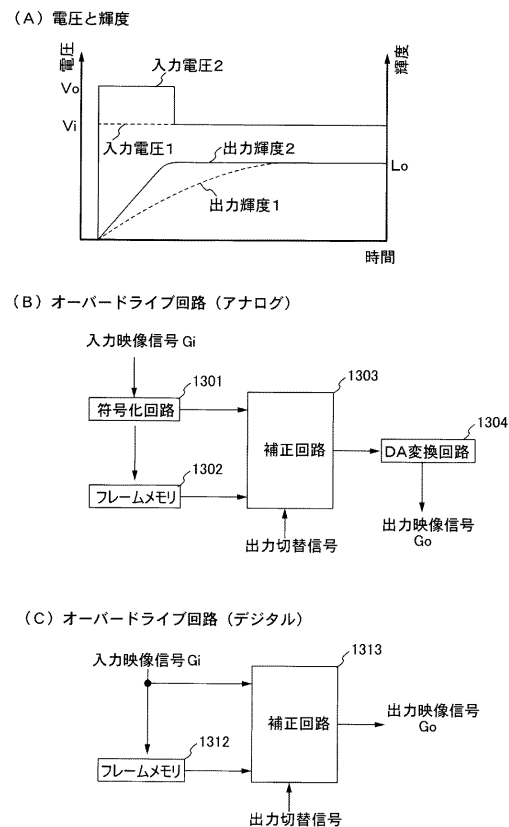 (A) 電圧と輝度
電圧
輝度
入力電圧2
Vo
Vi
入力電圧1
出力輝度2
Lo
出力輝度1
時間
(B) オーバードライブ回路(アナログ)
入力映像信号 Gi
1301
1303
符号化回路
1304
補正回路
DA変換回路
1302
フレームメモリ
出力映像信号
Go
出力切替信号
(C) オーバードライブ回路(デジタル)
入力映像信号 Gi
1313
出力映像信号
Go
補正回路
1312
フレームメモリ
出力切替信号